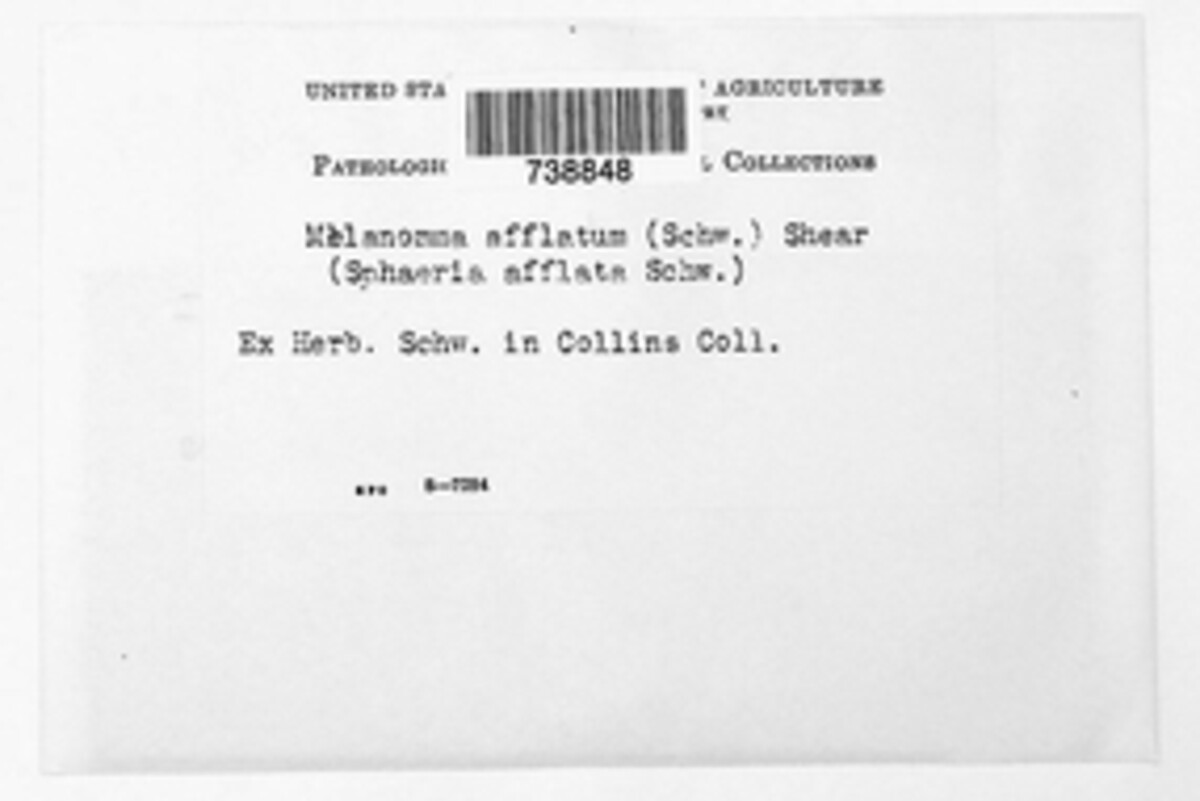 UNITED STA AGRICULTURE
PATHOLOGI L COLLECTIONS
738848
Melanomma afflatum (Schw.) Shear
(Sphaeria afflata Schw.)
Ex Herb. Schw. in Collins Coll.